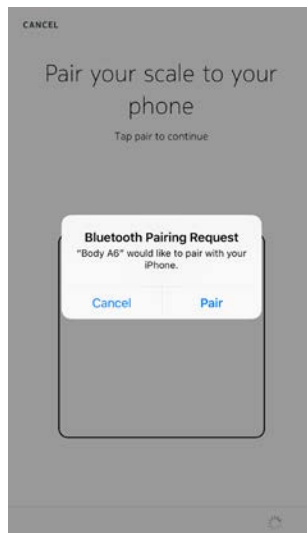 CANCEL
Pair your scale to your
phone
Tap pair to continue
Bluetooth Pairing Request
"Body A6" would like to pair with your
iPhone.
Cancel Pair